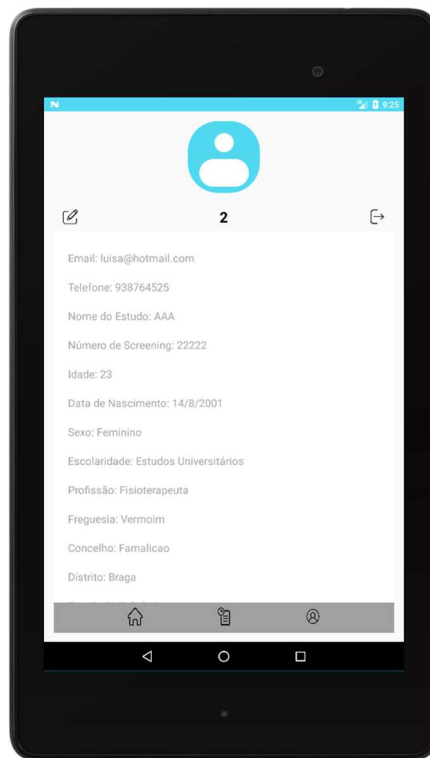 9:25
2
Email: luisa@hotmail.com
Telefone: 938764525
Nome do Estudo: AAA
Número de Screening: 22222
Idade: 23
Data de Nascimento: 14/8/2001
Sexo: Feminino
Escolaridade: Estudos Universitários
Profissão: Fisioterapeuta
Freguesia: Vermoim
Concelho: Famalicao
Distrito: Braga